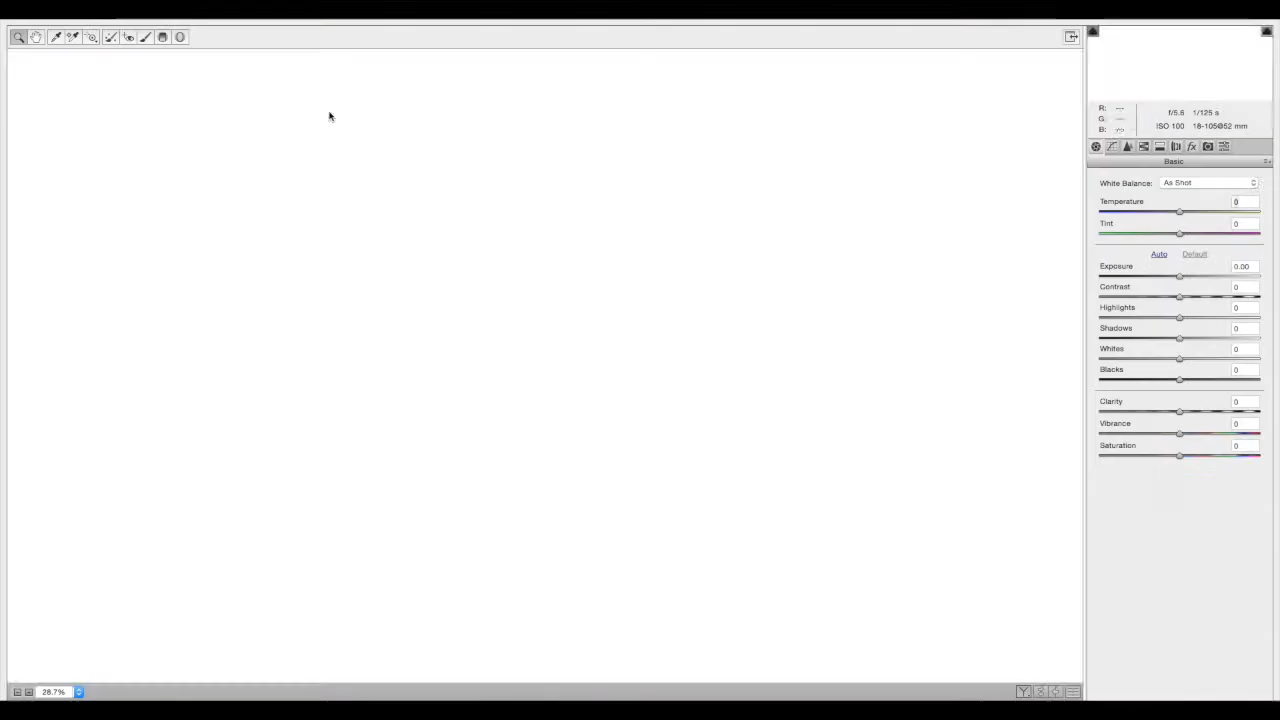 R: ---
f/5.6 1/125 s
G: ---
B: ---
ISO 100 18-105@52 mm
fx
Basic
White Balance: As Shot
Temperature 0
Tint 0
Auto Default
Exposure 0.00
Contrast 0
Highlights 0
Shadows 0
Whites 0
Blacks 0
Clarity 0
Vibrance 0
Saturation 0
28.7% Y